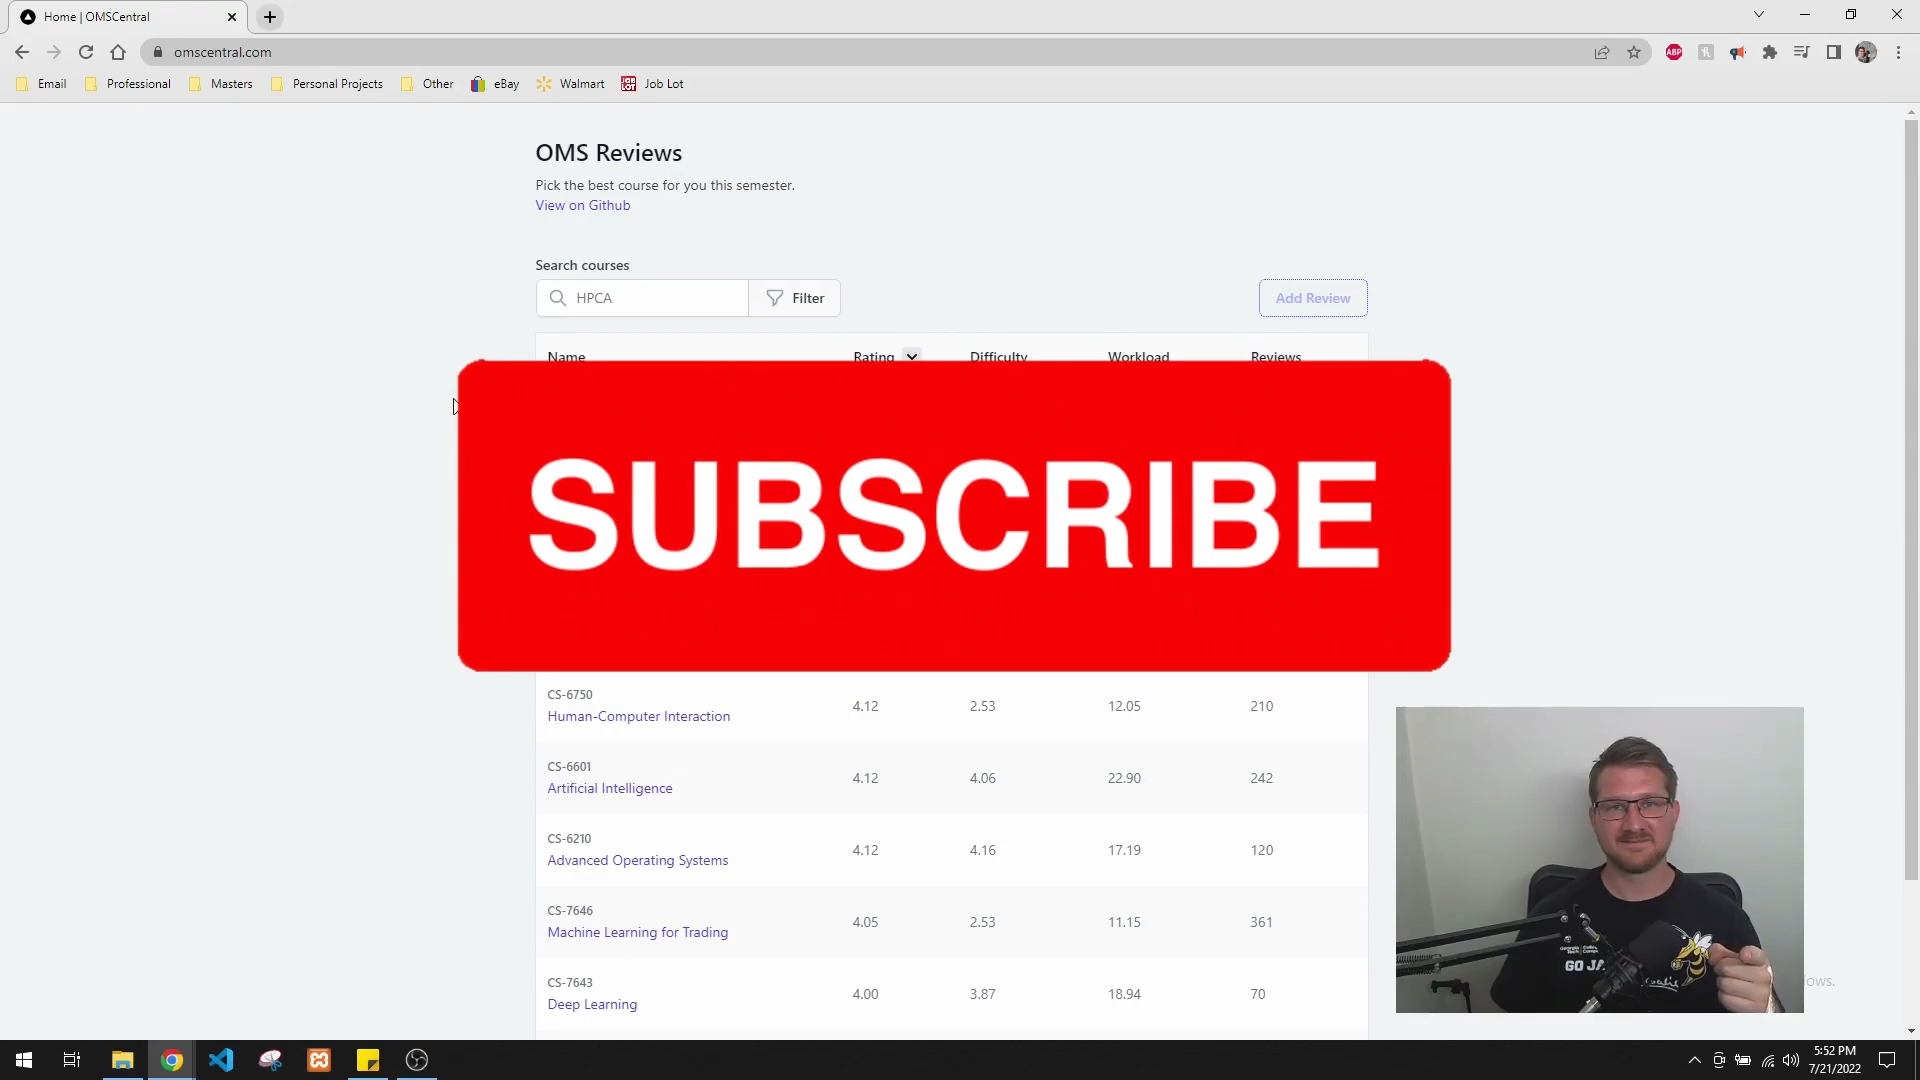 Home | OMSCentral
omscentral.com
ABP
Email Professional Masters Personal Projects Other eBay Walmart Job Lot
OMS Reviews
Pick the best course for you this semester.
View on Github
Search courses
HPCA Filter Add Review
Name Rating Difficulty Workload Reviews
SUBSCRIBE
CS-6750
Human-Computer Interaction 4.12 2.53 12.05 210
CS-6601
Artificial Intelligence 4.12 4.06 22.90 242
CS-6210
Advanced Operating Systems 4.12 4.16 17.19 120
CS-7646
Machine Learning for Trading 4.05 2.53 11.15 361
CS-7643
Deep Learning 4.00 3.87 18.94 70
GO JA
5:52 PM
7/21/2022